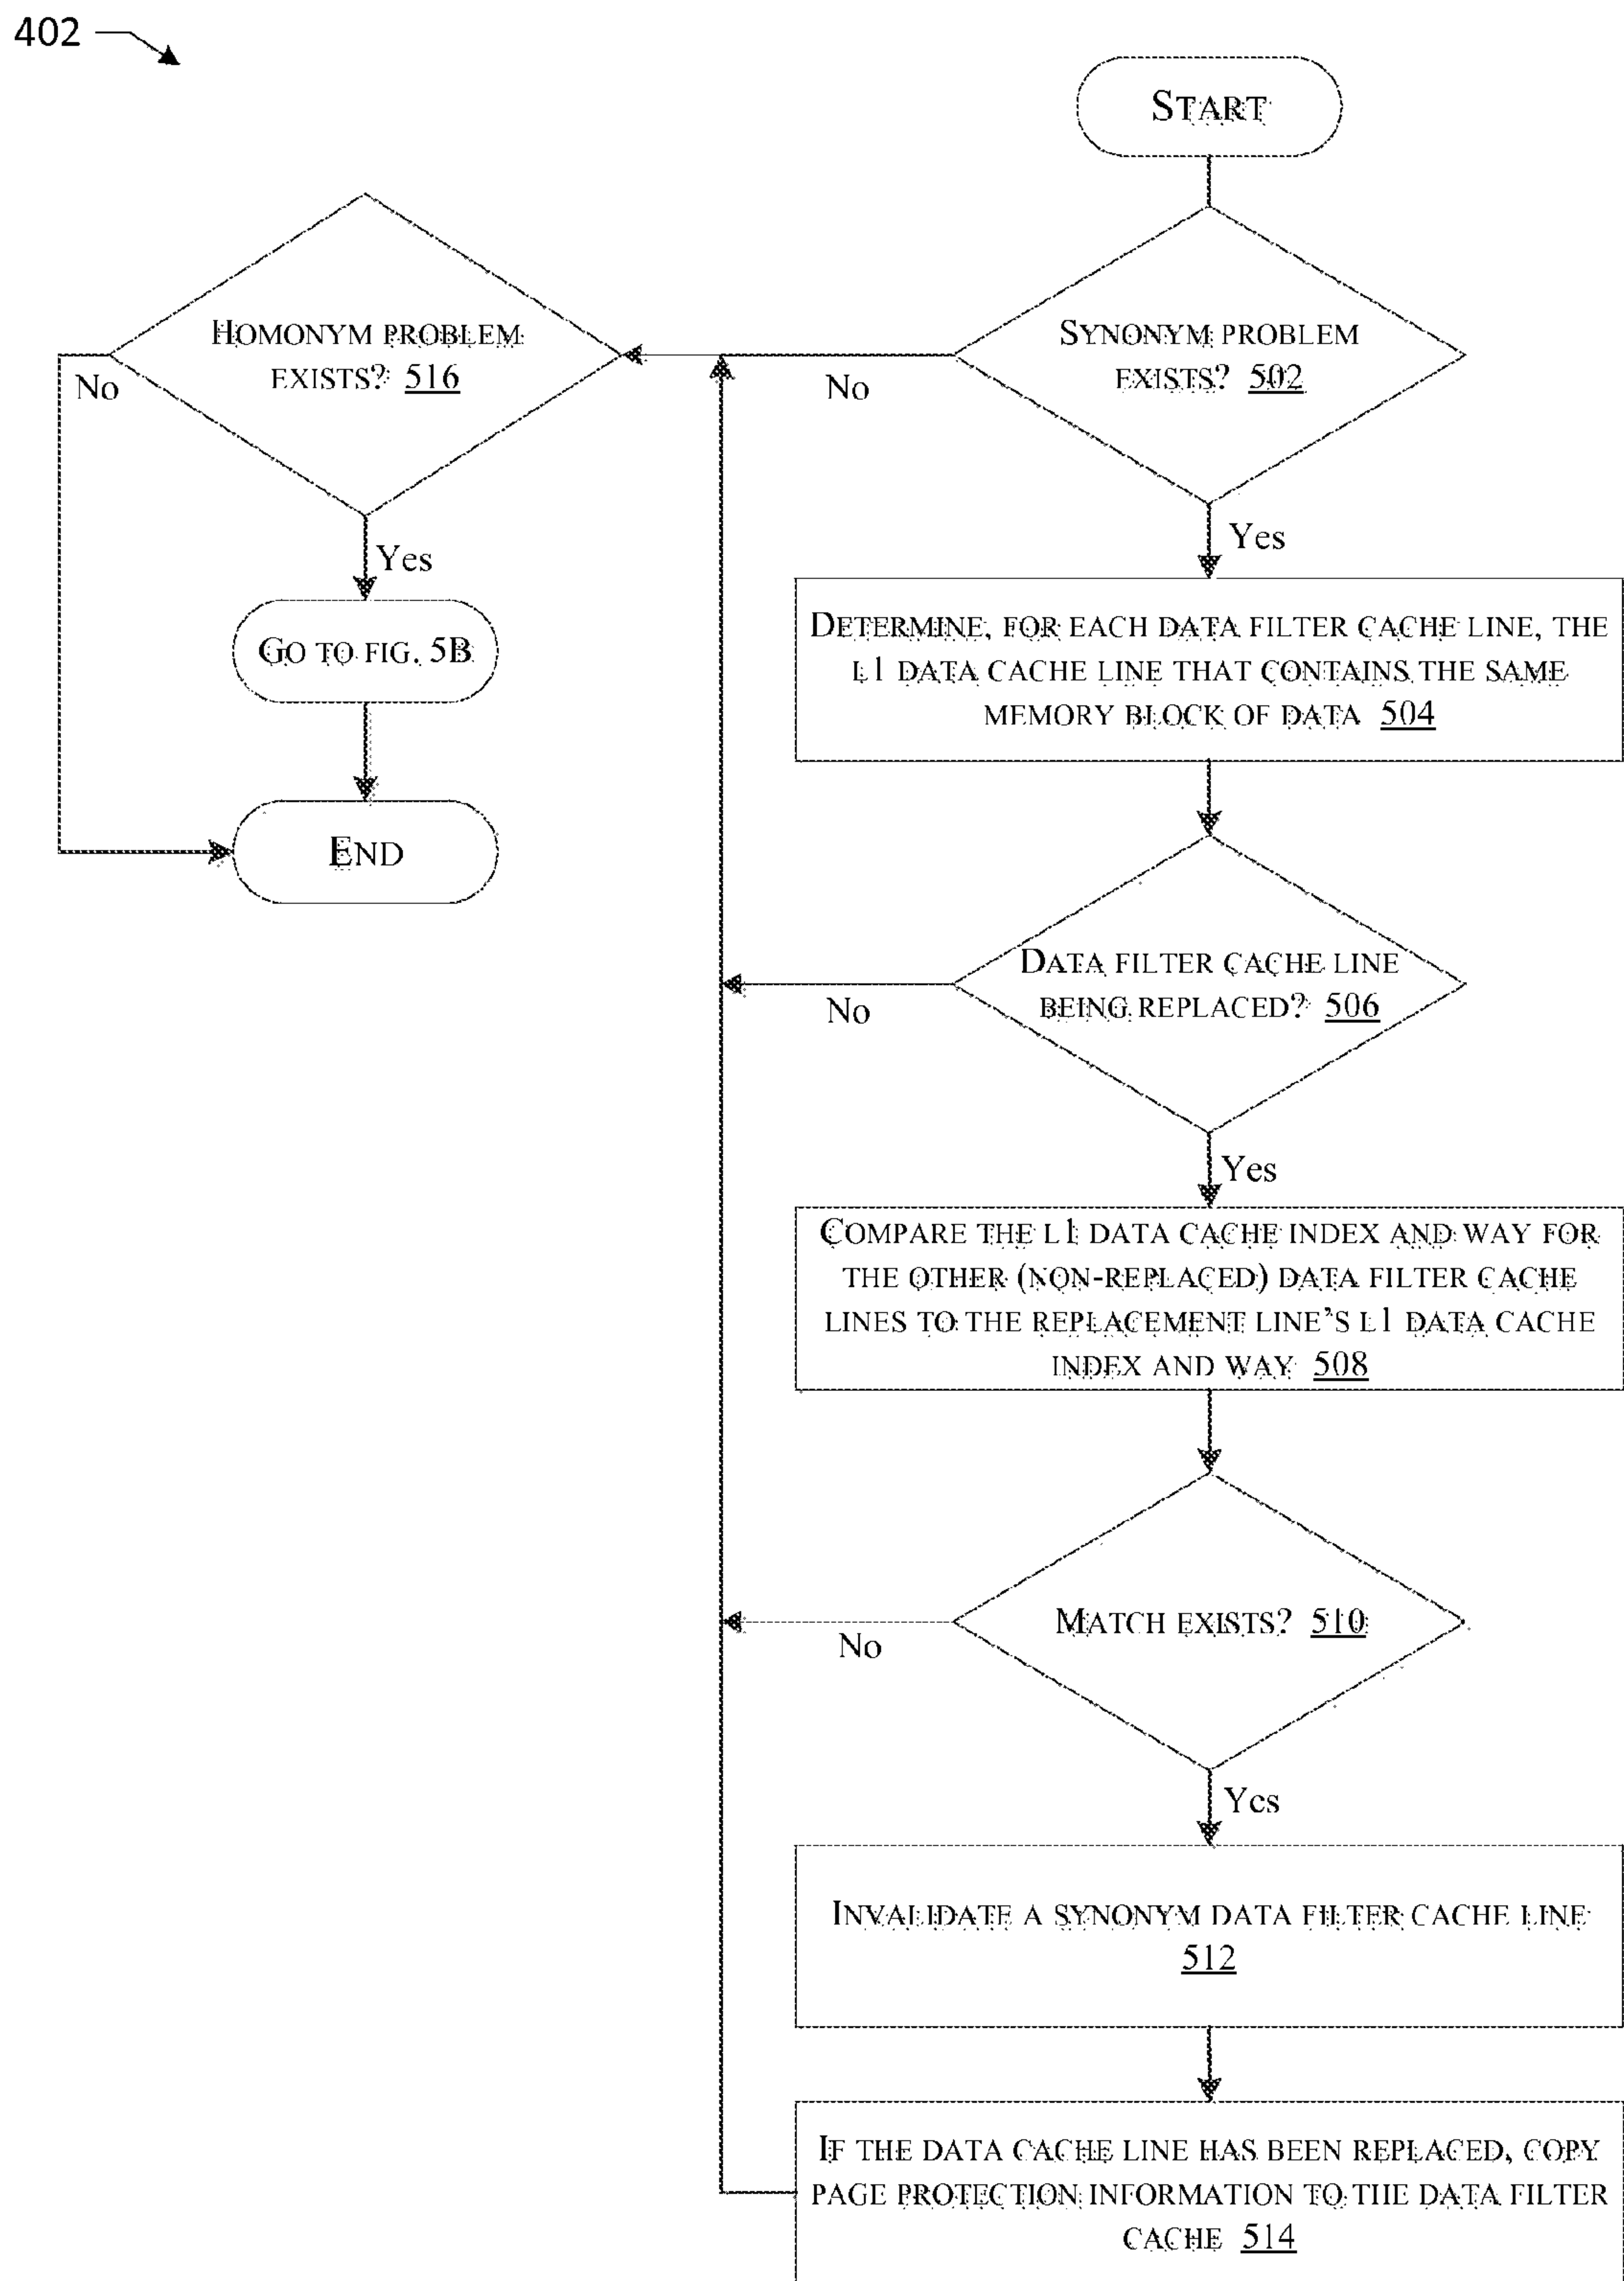 402
START
SYNONYM PROBLEM
EXISTS? 502
No
Yes
HOMONYM PROBLEM
EXISTS? 516
No
Yes
GO TO FIG. 5B
END
DETERMINE, FOR EACH DATA FILTER CACHE LINE, THE
L1 DATA CACHE LINE THAT CONTAINS THE SAME
MEMORY BLOCK OF DATA 504
DATA FILTER CACHE LINE
BEING REPLACED? 506
No
Yes
COMPARE THE L1 DATA CACHE INDEX AND WAY FOR
THE OTHER (NON-REPLACED) DATA FILTER CACHE
LINES TO THE REPLACEMENT LINE'S L1 DATA CACHE
INDEX AND WAY 508
MATCH EXISTS? 510
No
Yes
INVALIDATE A SYNONYM DATA FILTER CACHE LINE
512
IF THE DATA CACHE LINE HAS BEEN REPLACED, COPY
PAGE PROTECTION INFORMATION TO THE DATA FILTER
CACHE 514